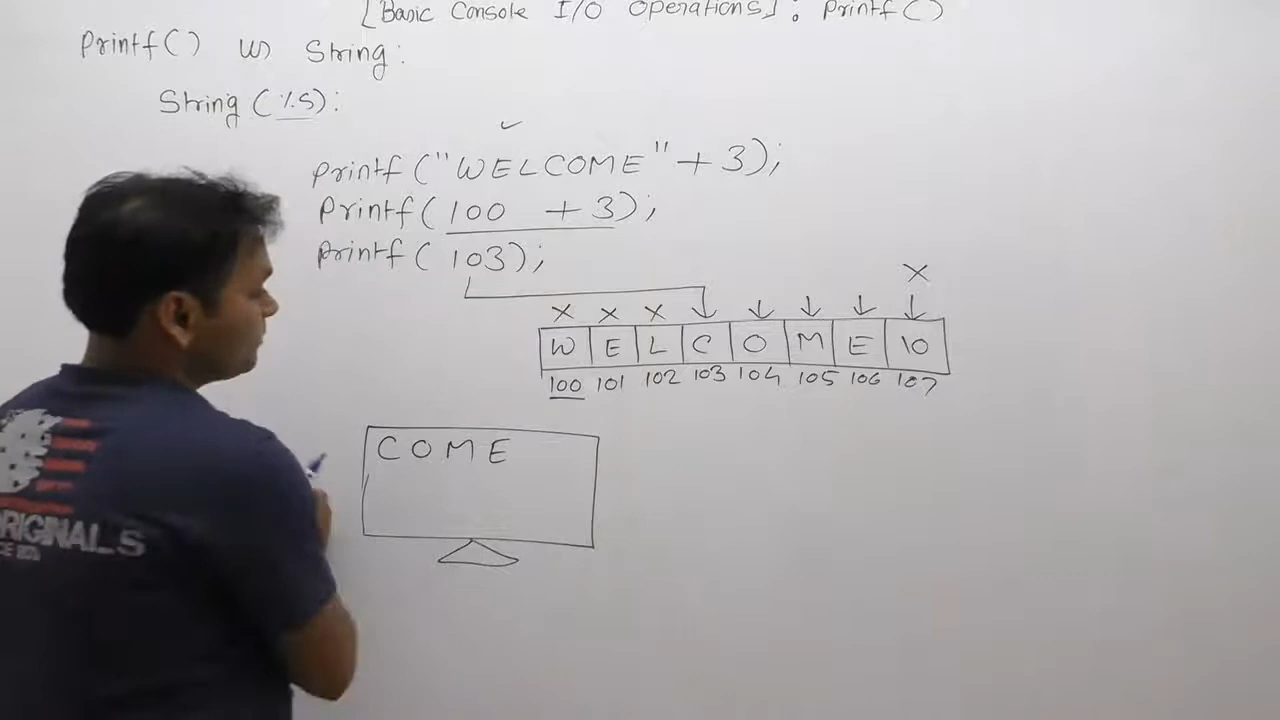 [Basic Console I/O Operations]: Printf()
Printf() w) String:
String (%s):
printf ("WELCOME" + 3);
Printf( 100 + 3);
printf ( 103);
W E L C O M E \0
100 101 102 103 104 105 106 107
COME
ORIGINALS